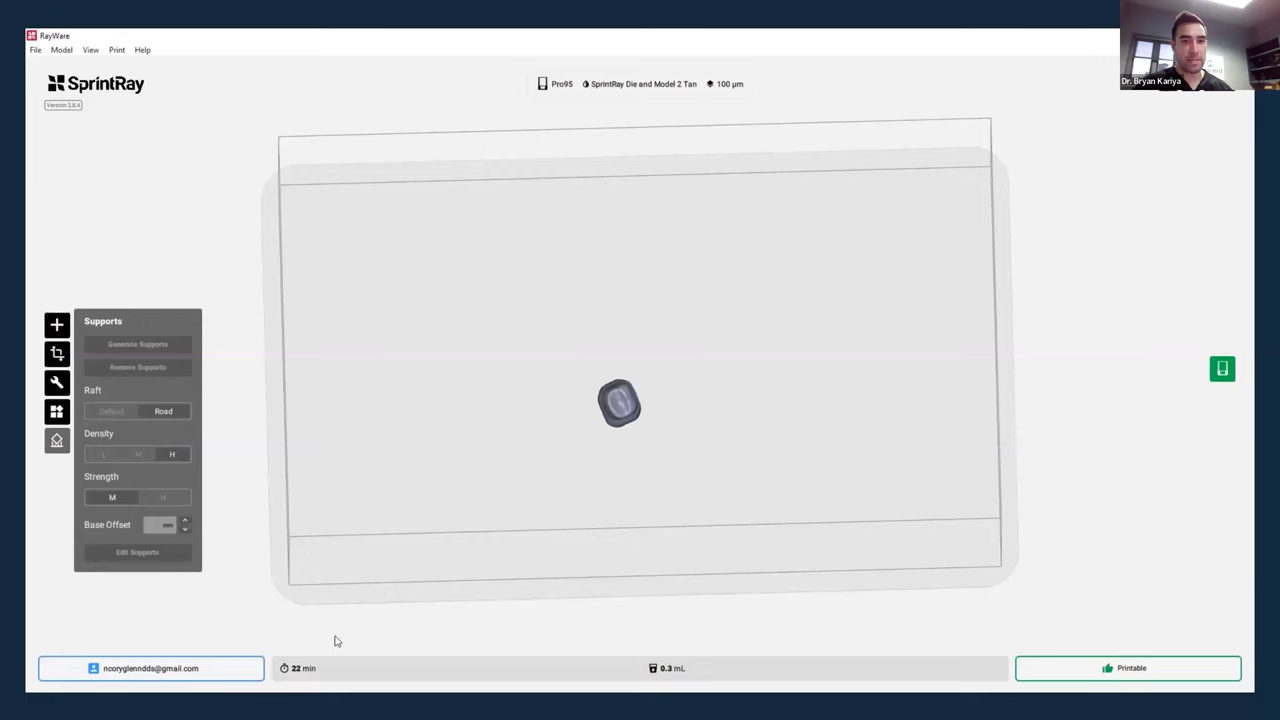 RayWare
File Model View Print Help
SprintRay
Version 2.8.4
Pro95 SprintRay Die and Model 2 Tan 100 μm
Dr. Bryan Kariya
Supports
Generate Supports
Remove Supports
Raft
Default Road
Density
L M H
Strength
M H
Base Offset mm
Edit Supports
ncoryglenndds@gmail.com
22 min
0.3 mL
Printable